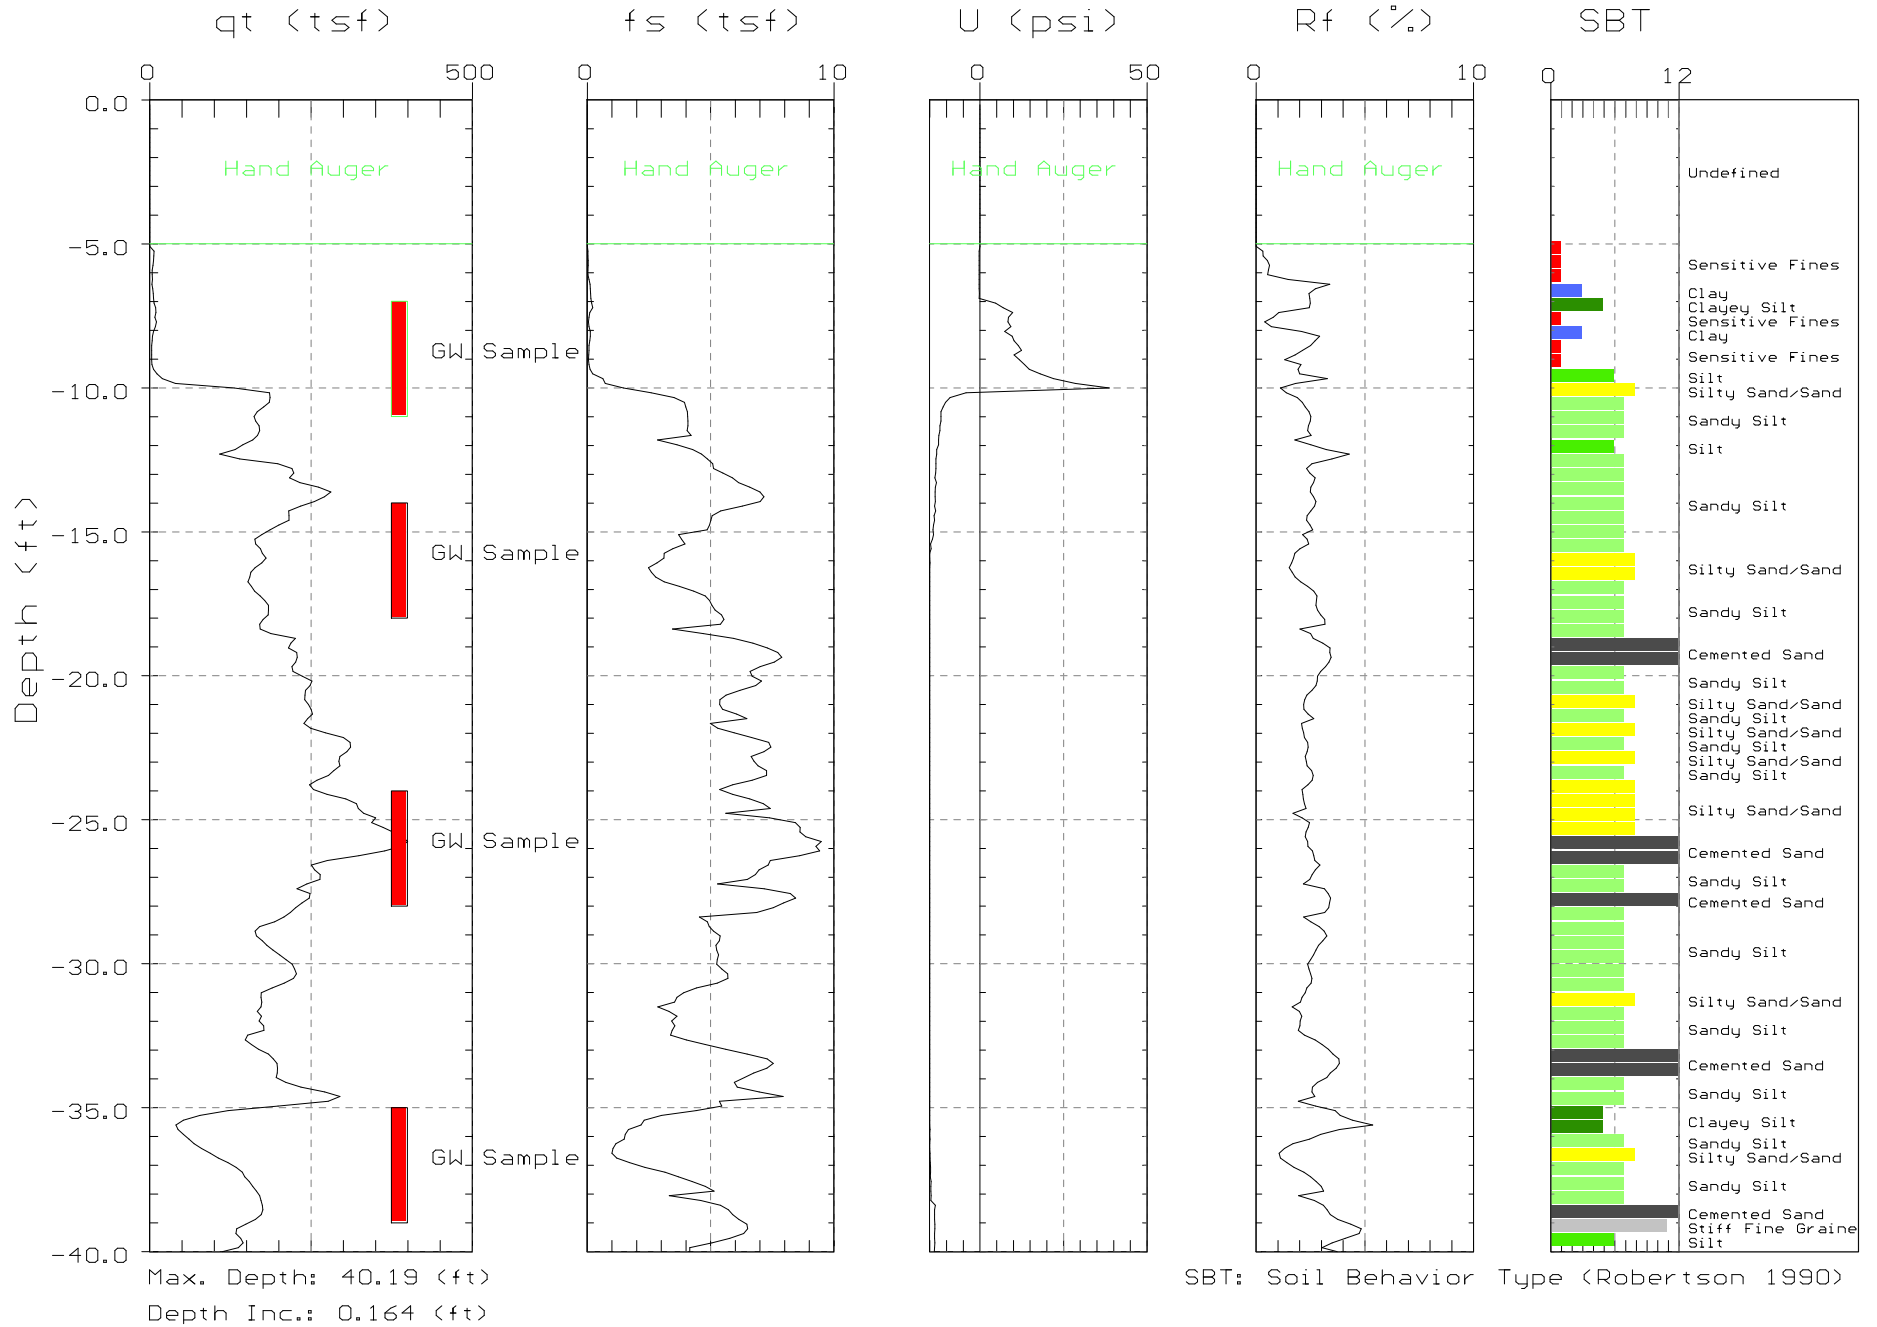 qt (tsf)
fs (tsf)
U (psi)
Rf (%)
SBT
0 500
0 10
0 50
0 10
0 12
Depth (ft)
0.0
-5.0
-10.0
-15.0
-20.0
-25.0
-30.0
-35.0
-40.0
Hand Auger
Hand Auger
Hand Auger
Hand Auger
GW Sample
GW Sample
GW Sample
GW Sample
Undefined
Sensitive Fines
Clay
Clayey Silt
Sensitive Fines
Clay
Sensitive Fines
Silt
Silty Sand/Sand
Sandy Silt
Silt
Sandy Silt
Silty Sand/Sand
Sandy Silt
Cemented Sand
Sandy Silt
Silty Sand/Sand
Sandy Silt
Silty Sand/Sand
Sandy Silt
Silty Sand/Sand
Sandy Silt
Silty Sand/Sand
Cemented Sand
Sandy Silt
Cemented Sand
Sandy Silt
Silty Sand/Sand
Sandy Silt
Cemented Sand
Sandy Silt
Clayey Silt
Sandy Silt
Silty Sand/Sand
Sandy Silt
Cemented Sand
Stiff Fine Graine
Silt
Max. Depth: 40.19 (ft)
Depth Inc.: 0.164 (ft)
SBT: Soil Behavior Type (Robertson 1990)